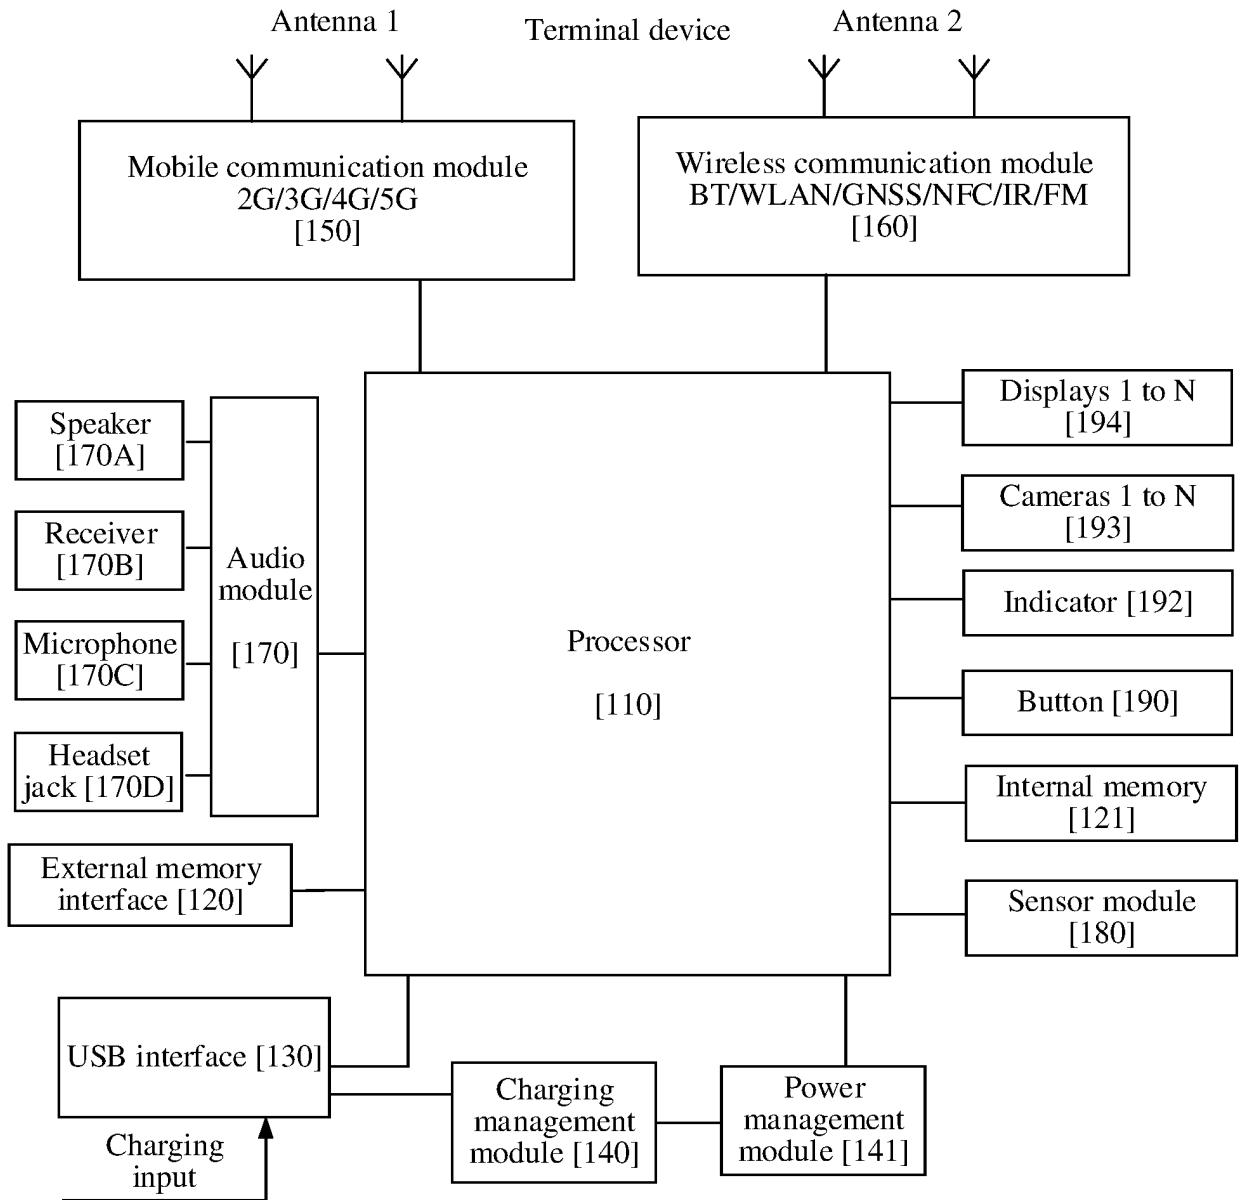 Antenna 1
Terminal device
Antenna 2
Mobile communication module
2G/3G/4G/5G
[150]
Wireless communication module
BT/WLAN/GNSS/NFC/IR/FM
[160]
Speaker
[170A]
Receiver
[170B]
Microphone
[170C]
Headset
jack [170D]
Audio
module
[170]
External memory
interface [120]
Processor
[110]
Displays 1 to N
[194]
Cameras 1 to N
[193]
Indicator [192]
Button [190]
Internal memory
[121]
Sensor module
[180]
USB interface [130]
Charging
input
Charging
management
module [140]
Power
management
module [141]